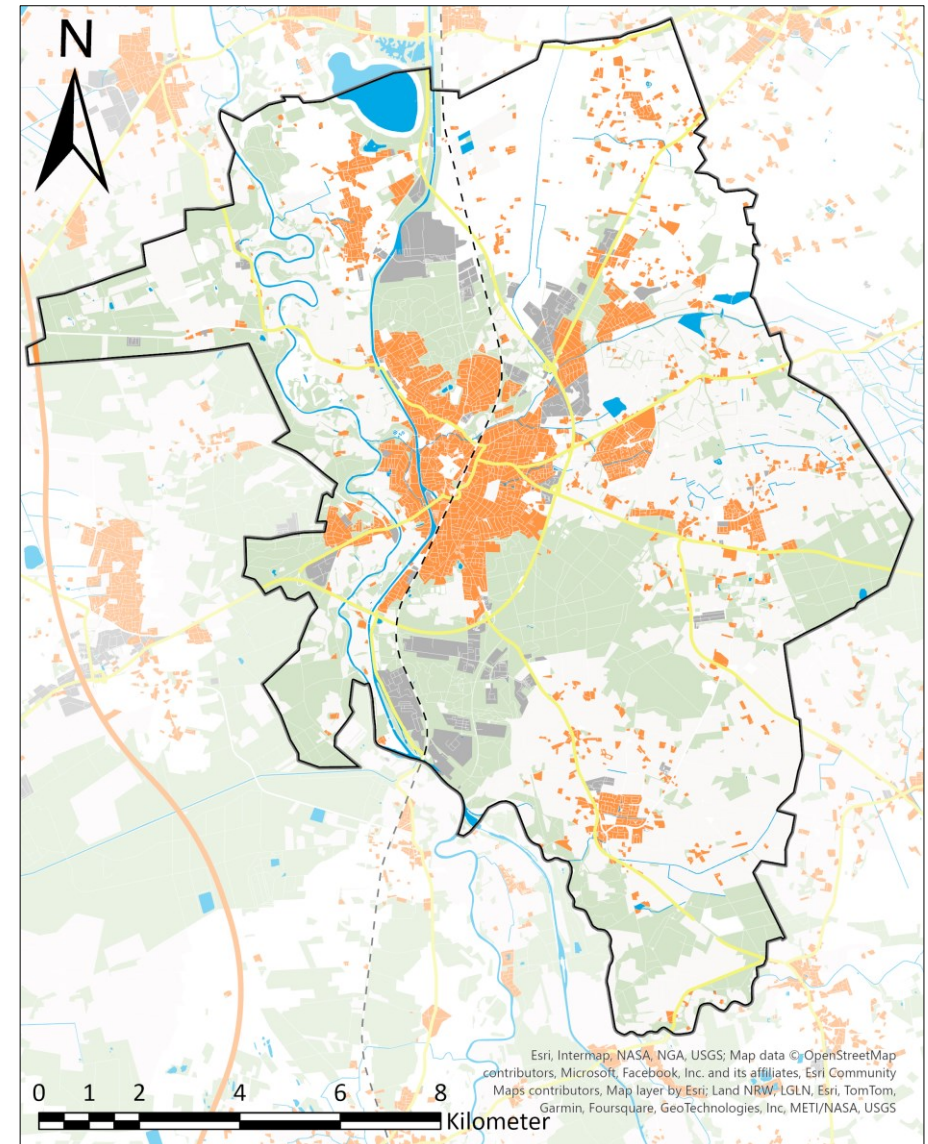 N
Esri, Intermap, NASA, NGA, USGS; Map data © OpenStreetMap
contributors, Microsoft, Facebook, Inc. and its affiliates, Esri Community
Maps contributors, Map layer by Esri; Land NRW, LGLN, Esri, TomTom,
Garmin, Foursquare, GeoTechnologies, Inc, METI/NASA, USGS
0 1 2 4 6 8
Kilometer